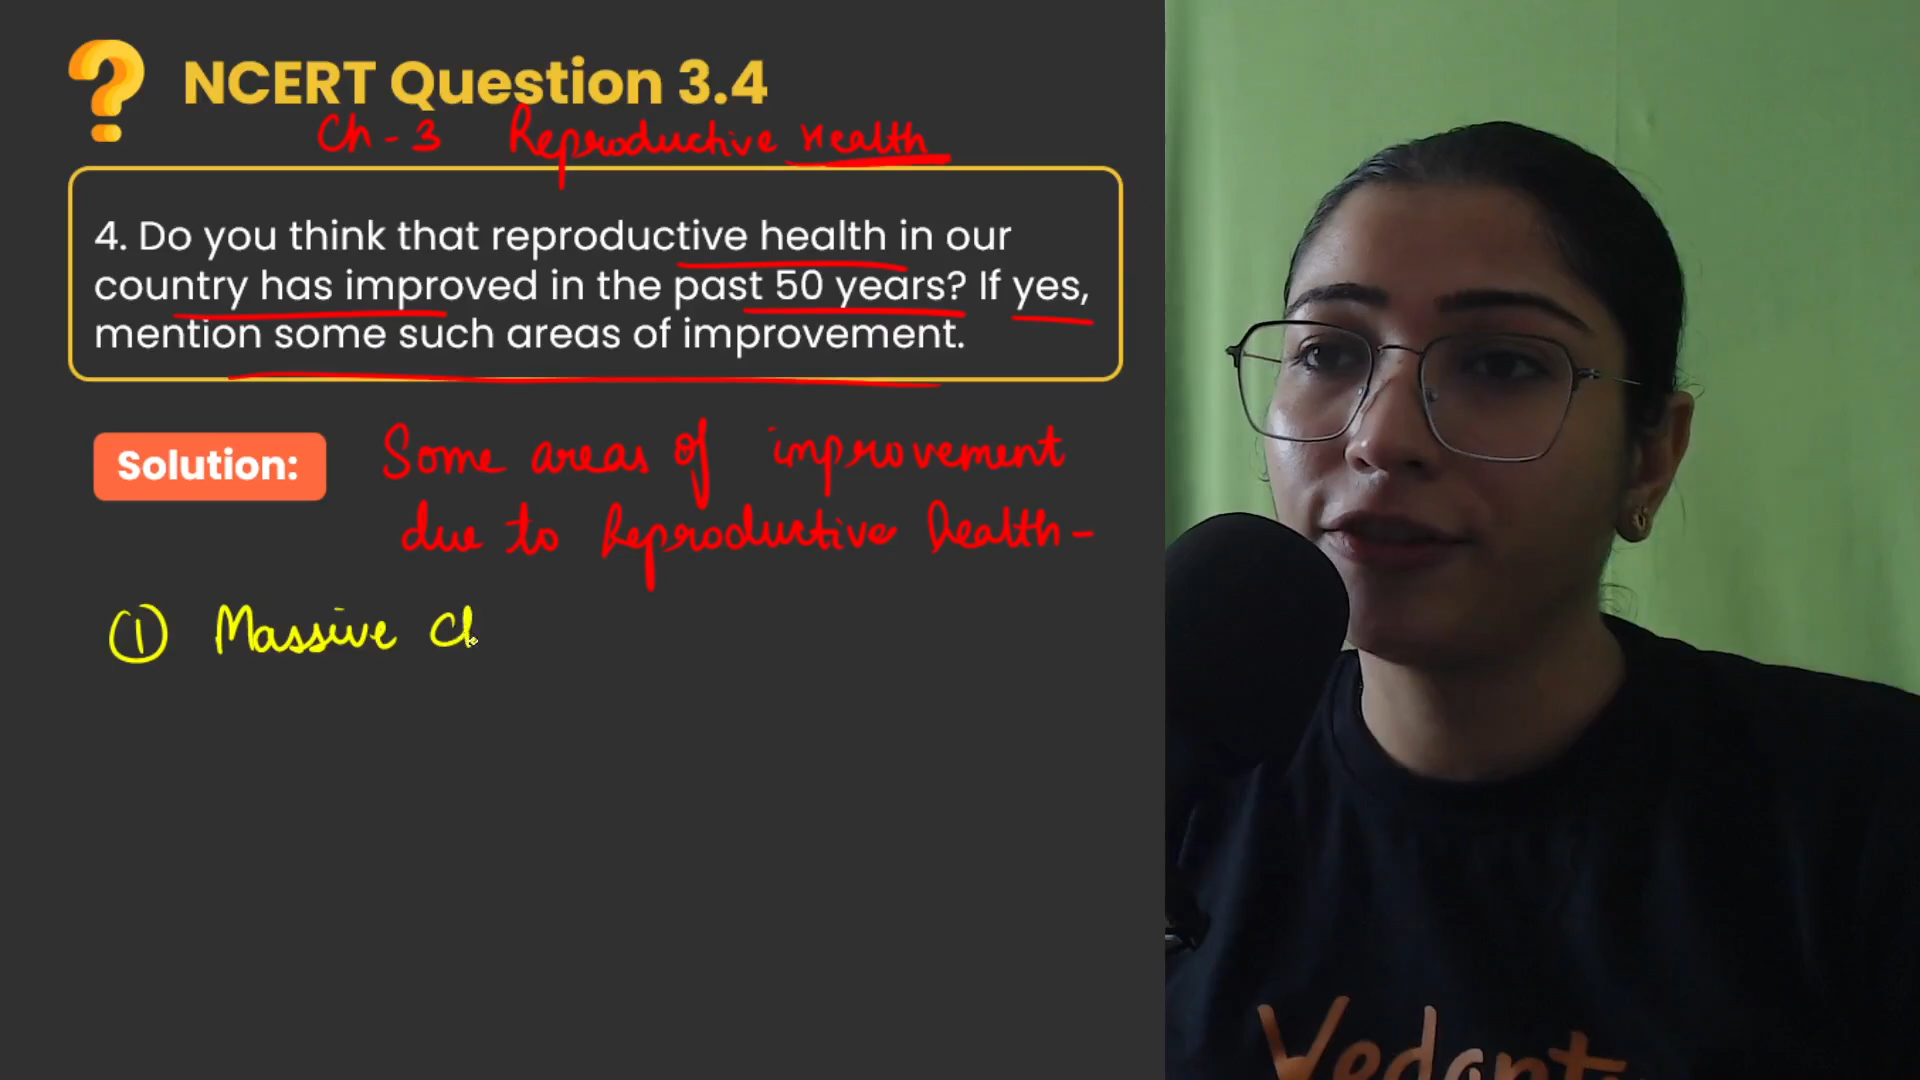 NCERT Question 3.4
Ch - 3 Reproductive Health
4. Do you think that reproductive health in our
country has improved in the past 50 years? If yes,
mention some such areas of improvement.
Solution: Some areas of improvement
due to Reproductive health -
① Massive Ch
Vedant